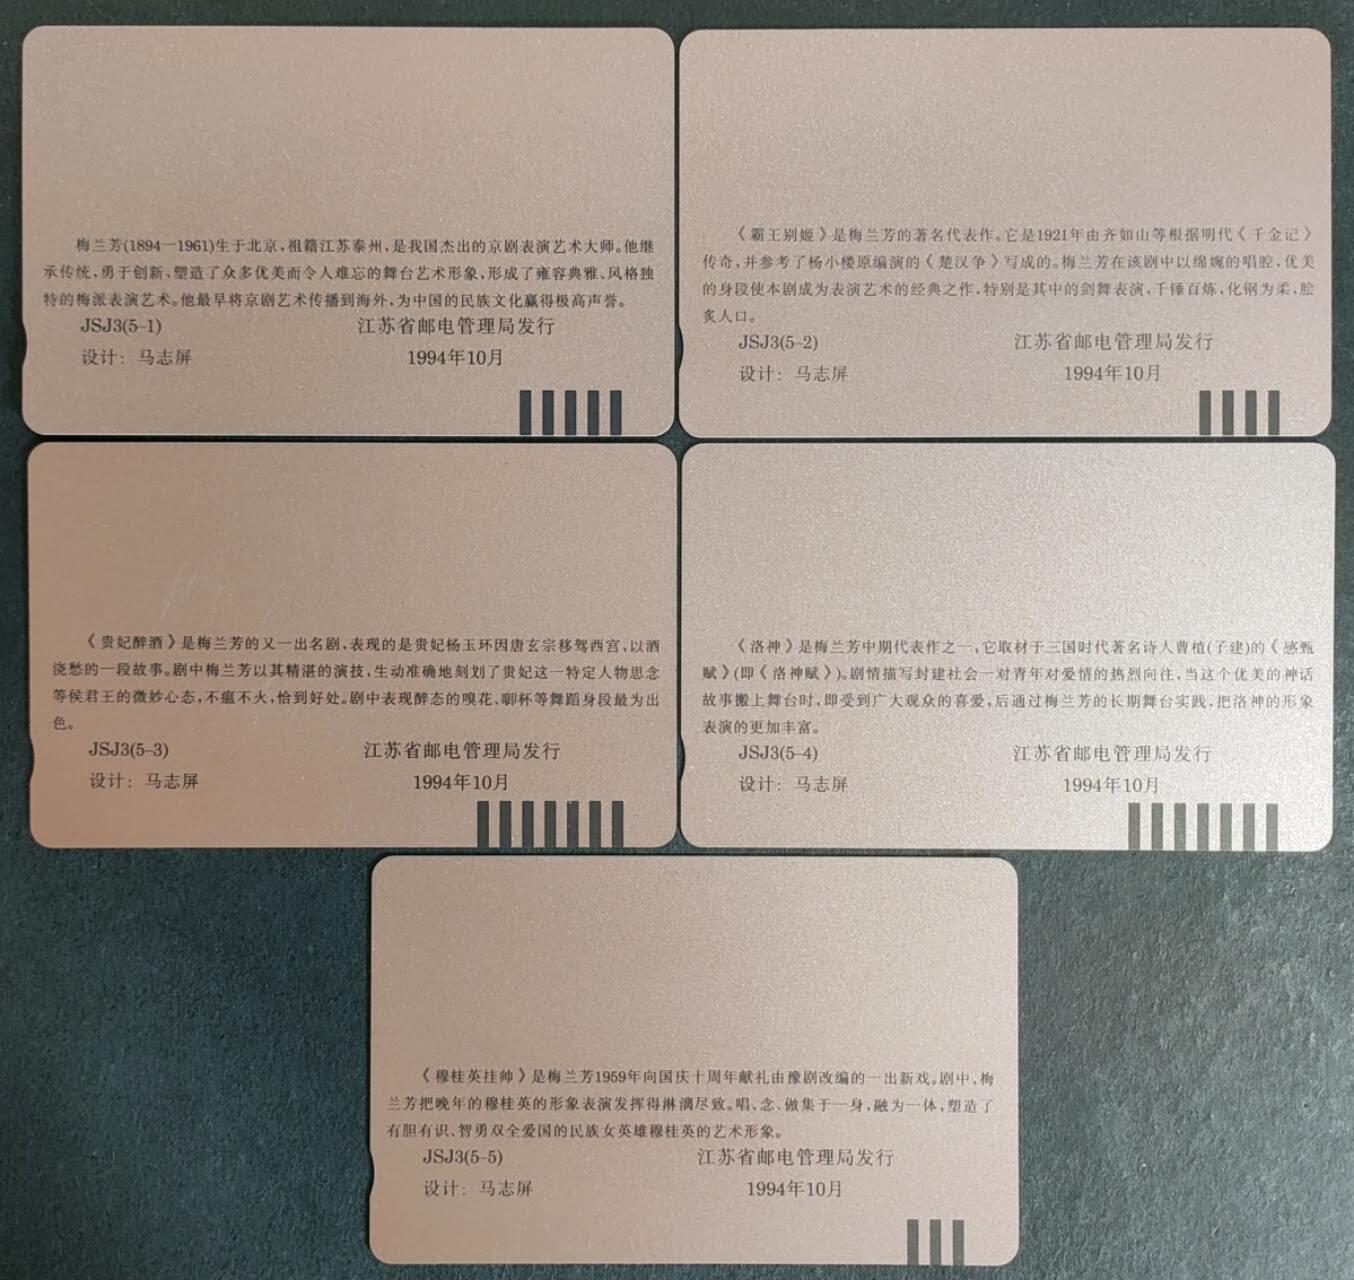 梅兰芳(1894—1961)生于北京,祖籍江苏泰州,是我国杰出的京剧表演艺术大师。他继
承传统,勇于创新,塑造了众多优美而令人难忘的舞台艺术形象,形成了雍容典雅、风格独
特的梅派表演艺术。他最早将京剧艺术传播到海外,为中国的民族文化赢得极高声誉。
JSJ3(5-1) 江苏省邮电管理局发行
设计: 马志屏 1994年10月
《霸王别姬》是梅兰芳的著名代表作。它是1921年由齐如山等根据明代《千金记》
传奇,并参考了杨小楼原编演的《楚汉争》写成的。梅兰芳在该剧中以绵婉的唱腔,优美
的身段使本剧成为表演艺术的经典之作,特别是其中的剑舞表演,千锤百炼,化钢为柔,脍
炙人口。
JSJ3(5-2) 江苏省邮电管理局发行
设计: 马志屏 1994年10月
《贵妃醉酒》是梅兰芳的又一出名剧,表现的是贵妃杨玉环因唐玄宗移驾西宫,以酒
浇愁的一段故事。剧中梅兰芳以其精湛的演技,生动准确地刻划了贵妃这一特定人物思念
等侯君王的微妙心态,不瘟不火,恰到好处。剧中表现醉态的嗅花、啣杯等舞蹈身段最为出
色。
JSJ3(5-3) 江苏省邮电管理局发行
设计: 马志屏 1994年10月
《洛神》是梅兰芳中期代表作之一,它取材于三国时代著名诗人曹植(子建)的《感甄
赋》(即《洛神赋》)。剧情描写封建社会一对青年对爱情的热烈向往,当这个优美的神话
故事搬上舞台时,即受到广大观众的喜爱,后通过梅兰芳的长期舞台实践,把洛神的形象
表演的更加丰富。
JSJ3(5-4) 江苏省邮电管理局发行
设计: 马志屏 1994年10月
《穆桂英挂帅》是梅兰芳1959年向国庆十周年献礼由豫剧改编的一出新戏。剧中,梅
兰芳把晚年的穆桂英的形象表演发挥得淋漓尽致。唱、念、做集于一身,融为一体,塑造了
有胆有识、智勇双全爱国的民族女英雄穆桂英的艺术形象。
JSJ3(5-5) 江苏省邮电管理局发行
设计: 马志屏 1994年10月